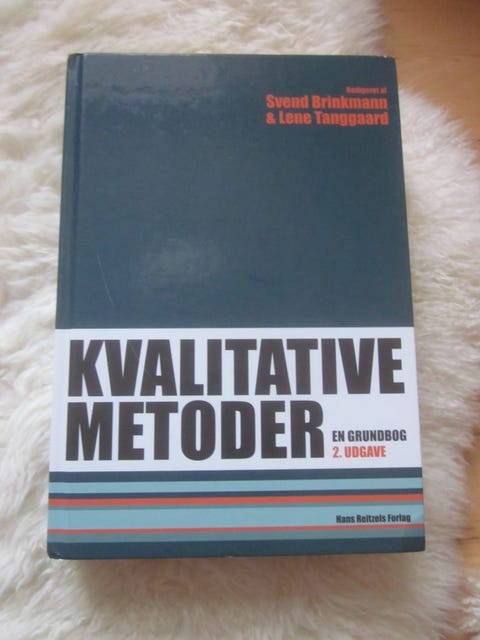 Redigeret af
Svend Brinkmann
& Lene Tanggaard
KVALITATIVE
METODER
EN GRUNDBOG
2. UDGAVE
Hans Reitzels Forlag